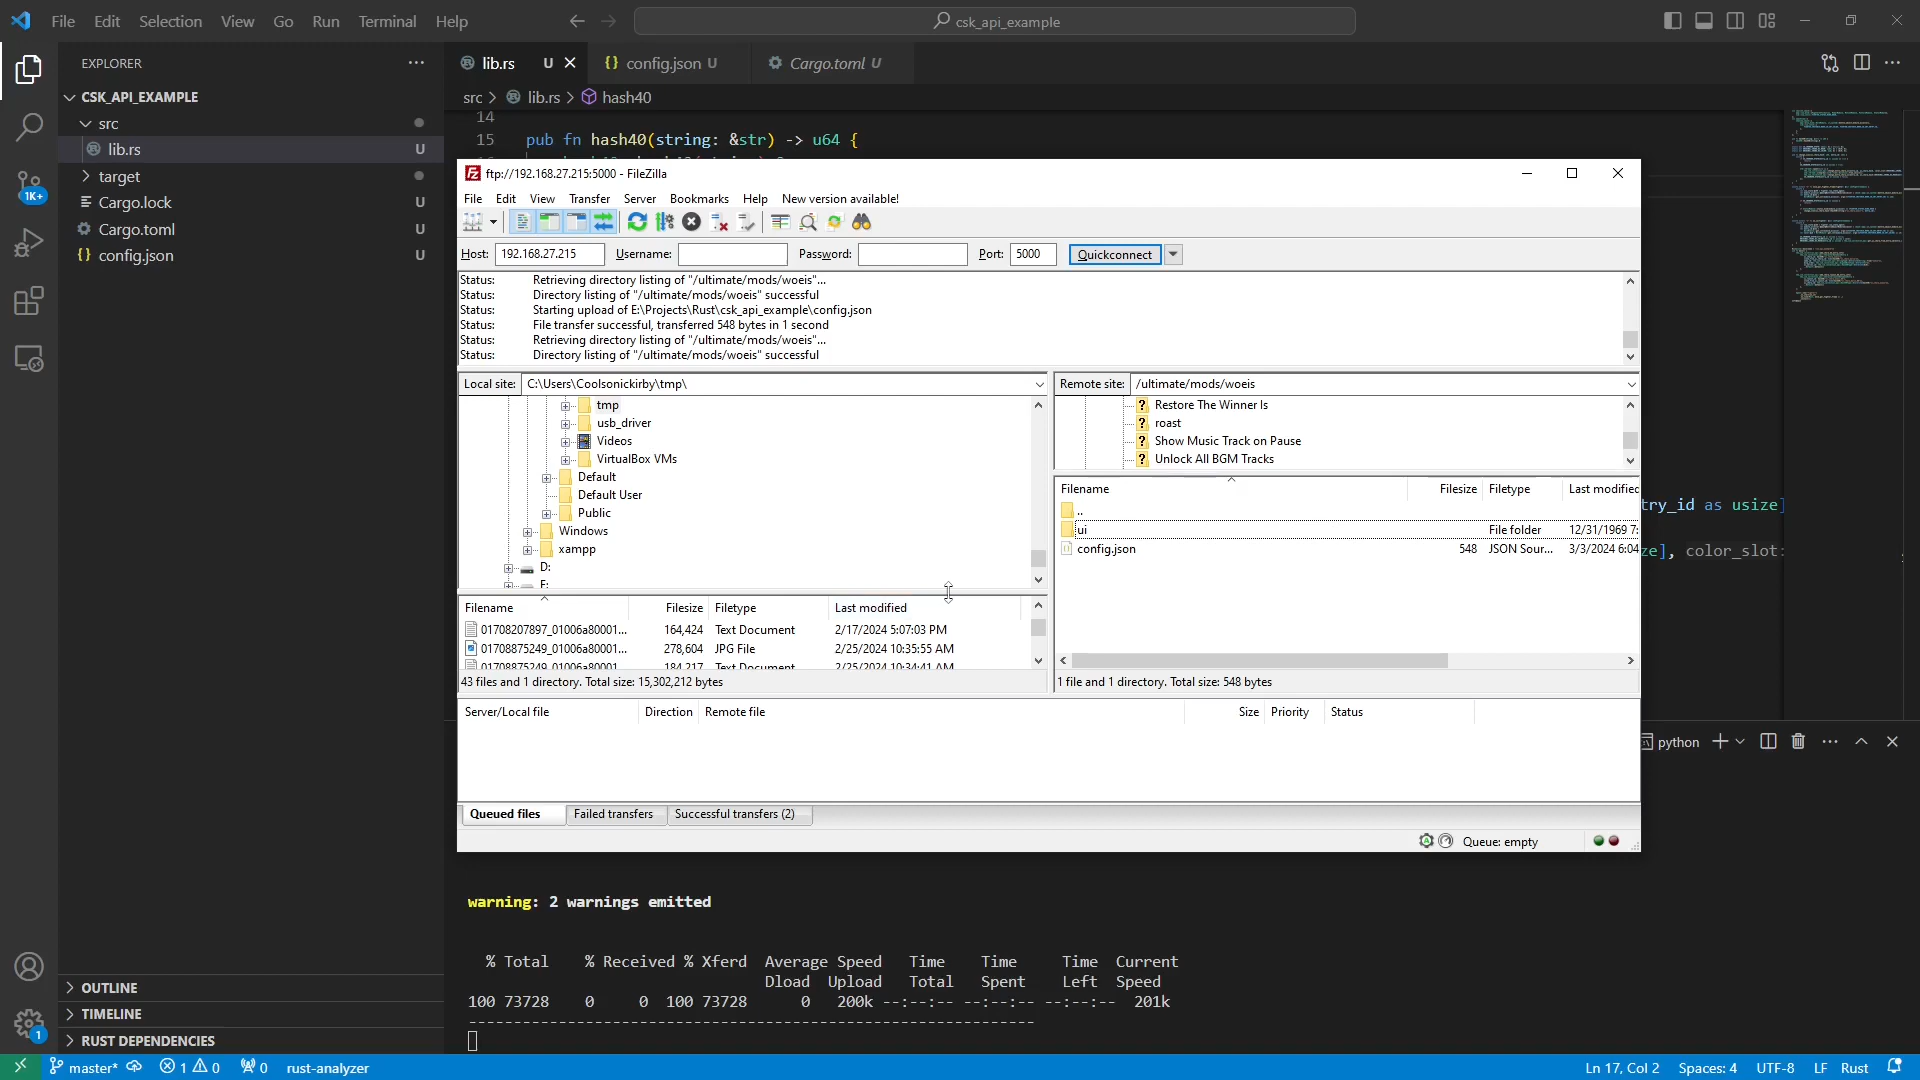 File Edit Selection View Go Run Terminal Help
csk_api_example
EXPLORER
CSK_API_EXAMPLE
src
lib.rs U
target
Cargo.lock U
Cargo.toml U
config.json U
1K+
OUTLINE
TIMELINE
RUST DEPENDENCIES
1
lib.rs U
config.json U
Cargo.toml U
src > lib.rs > hash40
14
15 pub fn hash40(string: &str) -> u64 {
ftp://192.168.27.215:5000 - FileZilla
File Edit View Transfer Server Bookmarks Help New version available!
Host: 192.168.27.215 Username: Password: Port: 5000 Quickconnect
Status: Retrieving directory listing of "/ultimate/mods/woeis"...
Status: Directory listing of "/ultimate/mods/woeis" successful
Status: Starting upload of E:\Projects\Rust\csk_api_example\config.json
Status: File transfer successful, transferred 548 bytes in 1 second
Status: Retrieving directory listing of "/ultimate/mods/woeis"...
Status: Directory listing of "/ultimate/mods/woeis" successful
Local site: C:\Users\Coolsonickirby\tmp\
tmp
usb_driver
Videos
VirtualBox VMs
Default
Default User
Public
Windows
xampp
D:
Filename Filesize Filetype Last modified
01708207897_01006a80001... 164,424 Text Document 2/17/2024 5:07:03 PM
01708875249_01006a80001... 278,604 JPG File 2/25/2024 10:35:55 AM
01708875249_01006a80001... 184,217 Text Document 2/25/2024 10:34:41 AM
43 files and 1 directory. Total size: 15,302,212 bytes
Remote site: /ultimate/mods/woeis
Restore The Winner Is
roast
Show Music Track on Pause
Unlock All BGM Tracks
Filename Filesize Filetype Last modified
..
ui File folder 12/31/1969 7:
config.json 548 JSON Sour... 3/3/2024 6:04
1 file and 1 directory. Total size: 548 bytes
Server/Local file Direction Remote file Size Priority Status
Queued files Failed transfers Successful transfers (2)
Queue: empty
try_id as usize]
ze], color_slot:
python
warning: 2 warnings emitted
% Total % Received % Xferd Average Speed Time Time Time Current
Dload Upload Total Spent Left Speed
100 73728 0 0 100 73728 0 200k --:--:-- --:--:-- --:--:-- 201k
------------------------------------------------------------
master* 1 0 0 rust-analyzer
Ln 17, Col 2 Spaces: 4 UTF-8 LF Rust